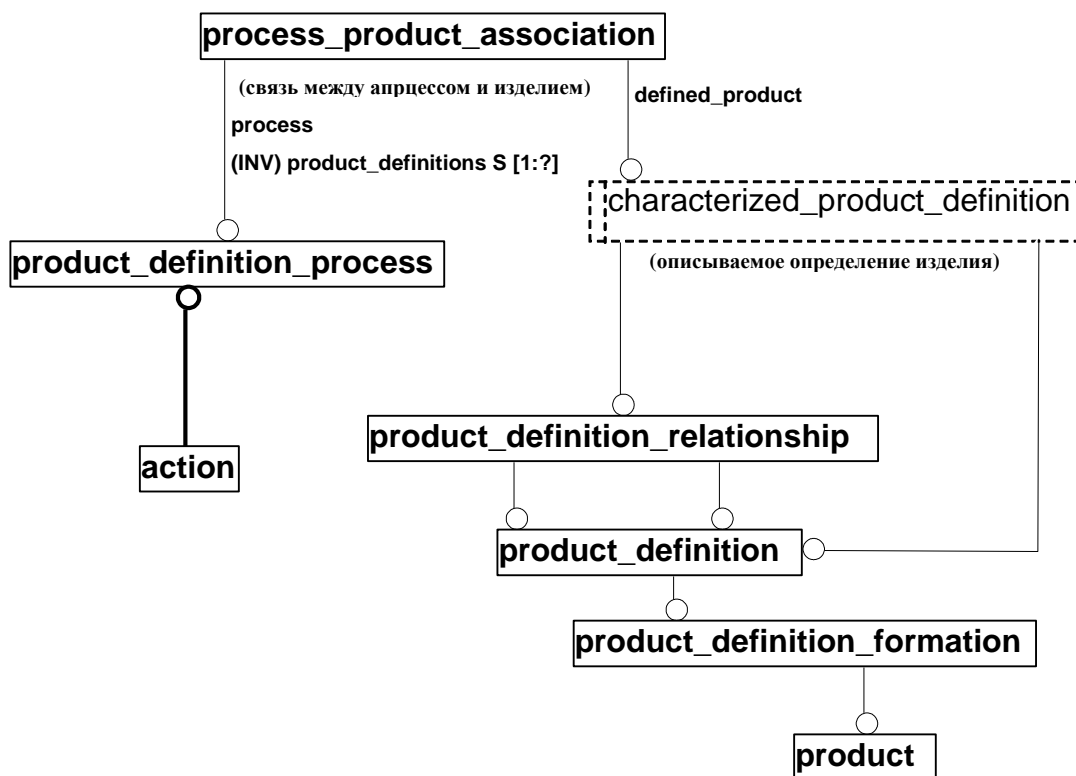 process_product_association
(связь между апрцессом и изделием)
defined_product
process
(INV) product_definitions S [1:?]
characterized_product_definition
product_definition_process
(описываемое определение изделия)
product_definition_relationship
action
product_definition
product_definition_formation
product